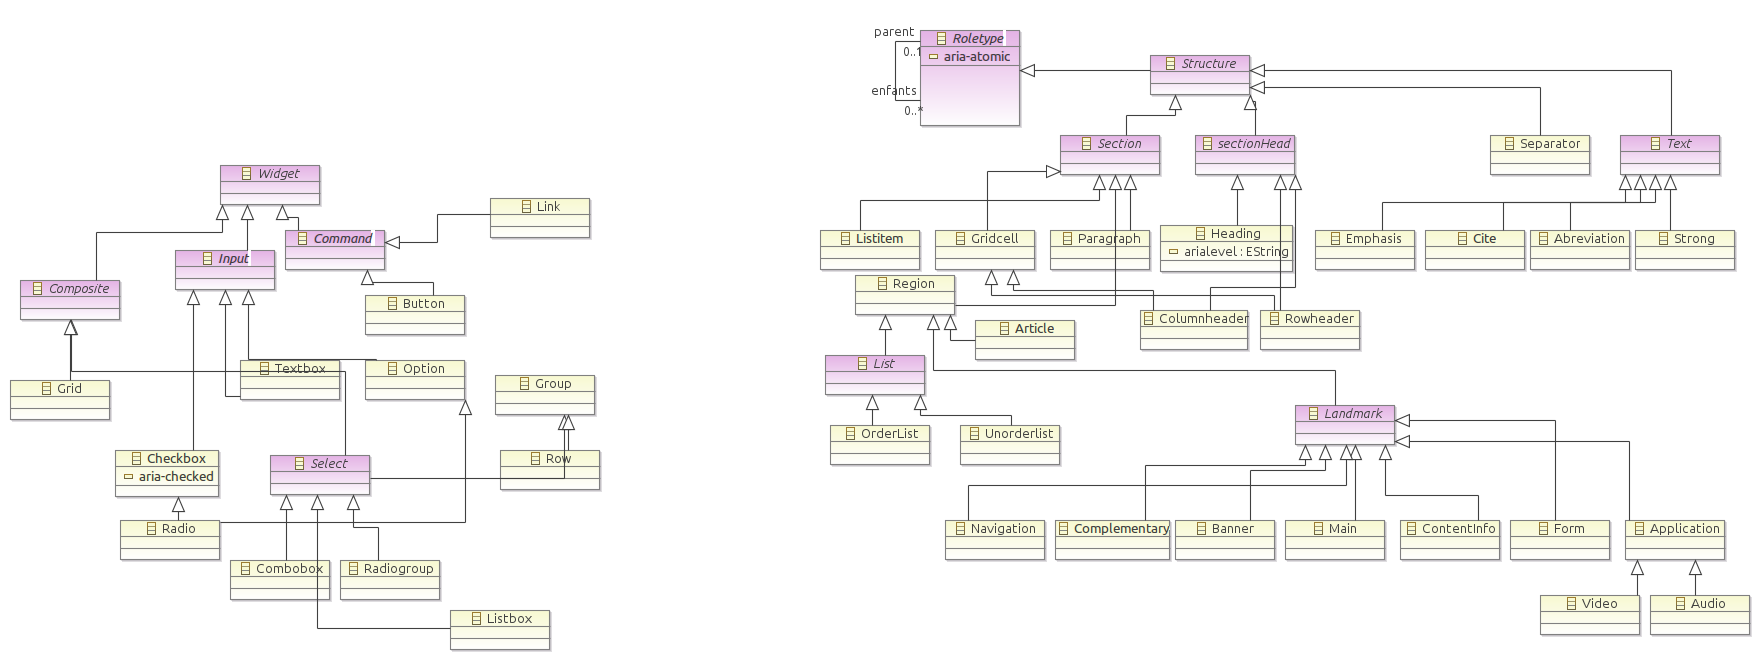 parent
Roletype
0..1
aria-atomic
enfants
0..*
Structure
Section
sectionHead
Separator
Text
Widget
Link
Command
Input
Composite
Button
Listitem
Gridcell
Paragraph
Heading
arialevel : EString
Emphasis
Cite
Abreviation
Strong
Region
Article
Columnheader
Rowheader
List
OrderList
Unorderlist
Landmark
Grid
Textbox
Option
Group
Checkbox
aria-checked
Select
Row
Radio
Combobox
Radiogroup
Listbox
Navigation
Complementary
Banner
Main
ContentInfo
Form
Application
Video
Audio